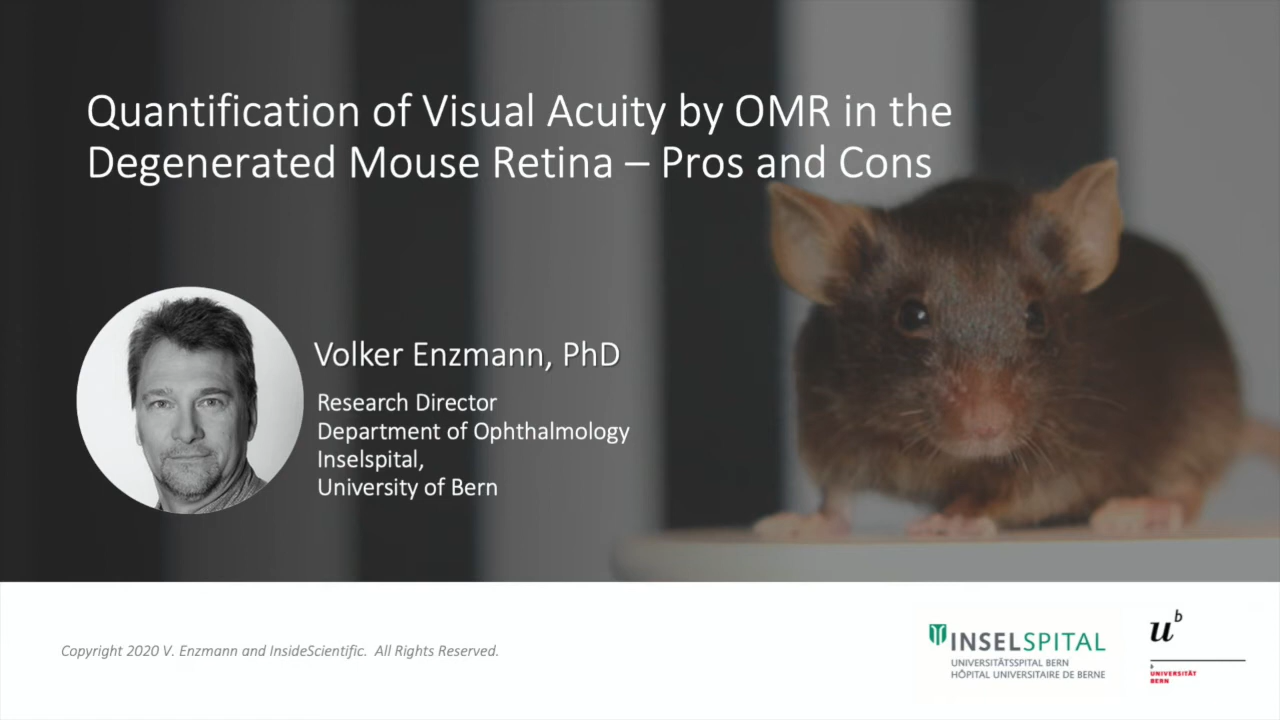 Quantification of Visual Acuity by OMR in the
Degenerated Mouse Retina – Pros and Cons
Volker Enzmann, PhD
Research Director
Department of Ophthalmology
Inselspital,
University of Bern
Copyright 2020 V. Enzmann and InsideScientific. All Rights Reserved.
INSELSPITAL
UNIVERSITÄTSSPITAL BERN
HÔPITAL UNIVERSITAIRE DE BERNE
u b
b
UNIVERSITÄT
BERN